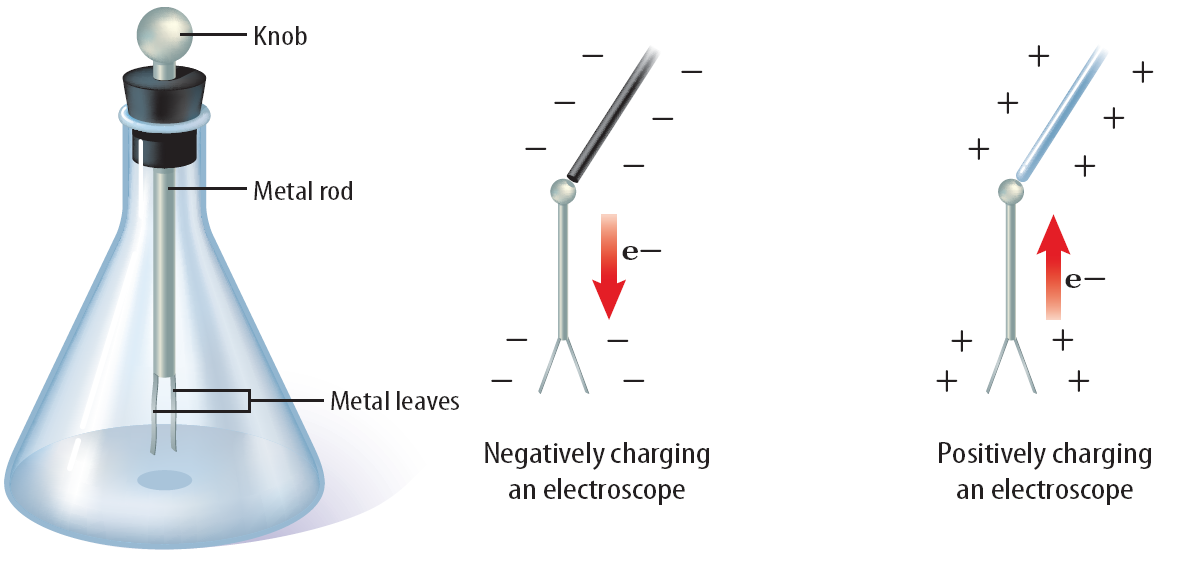 Knob
Metal rod
Metal leaves
e−
Negatively charging
an electroscope
e−
Positively charging
an electroscope